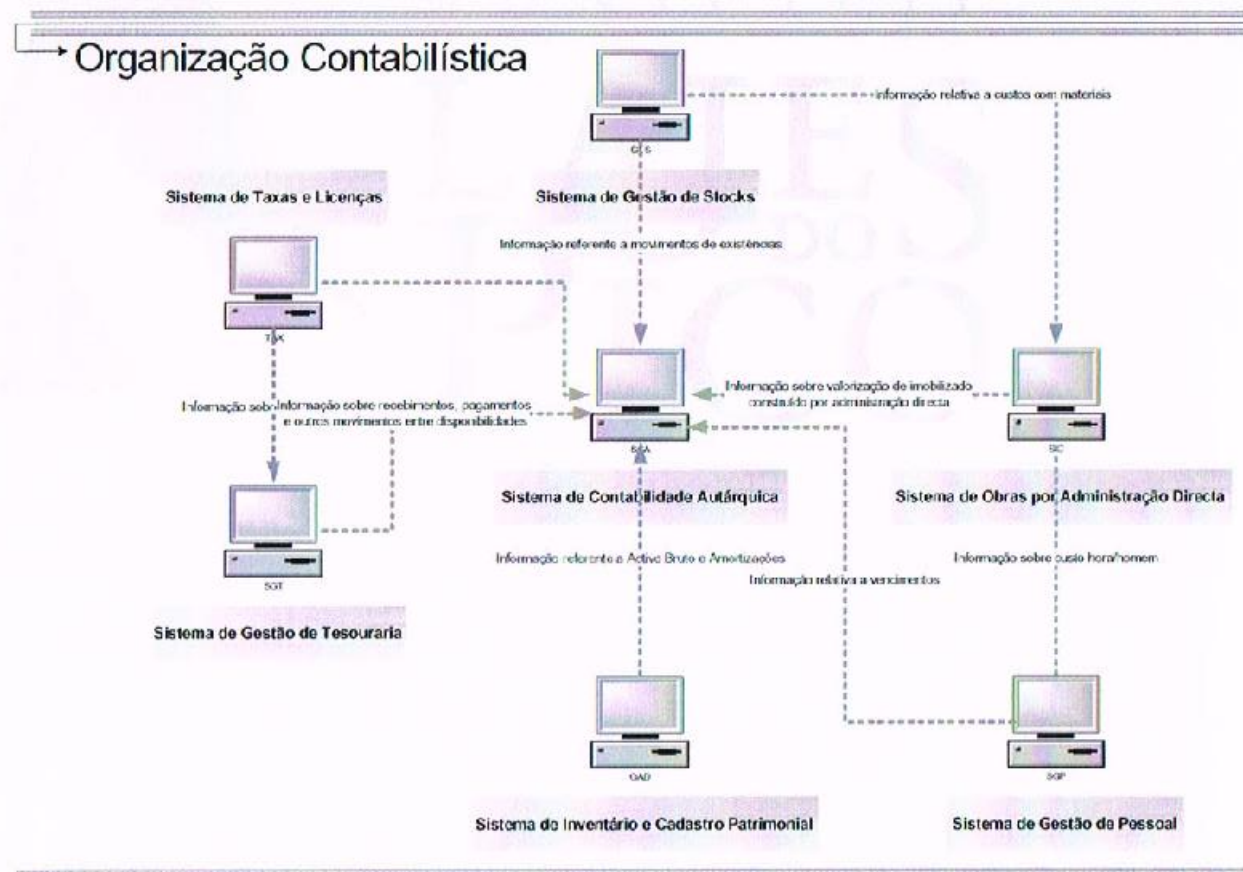 Organização Contabilística
Informação relativa a custos com materiais
Sistema de Taxas e Licenças
Sistema de Gestão de Stocks
Informação referente a movimentos de existências
TAX
Informação sobre valorização de imobilizado
construído por administração directa
Informação sobre recebimentos, pagamentos
e outros movimentos entre disponibilidades
Informação
SIC
Sistema de Contabilidade Autárquica
Sistema de Obras por Administração Directa
Informação referente a Activo Bruto e Amortizações
Informação sobre custo hora/homem
Informação relativa a vencimentos
SGT
Sistema de Gestão de Tesouraria
SGP
Sistema de Inventário e Cadastro Patrimonial
Sistema de Gestão de Pessoal